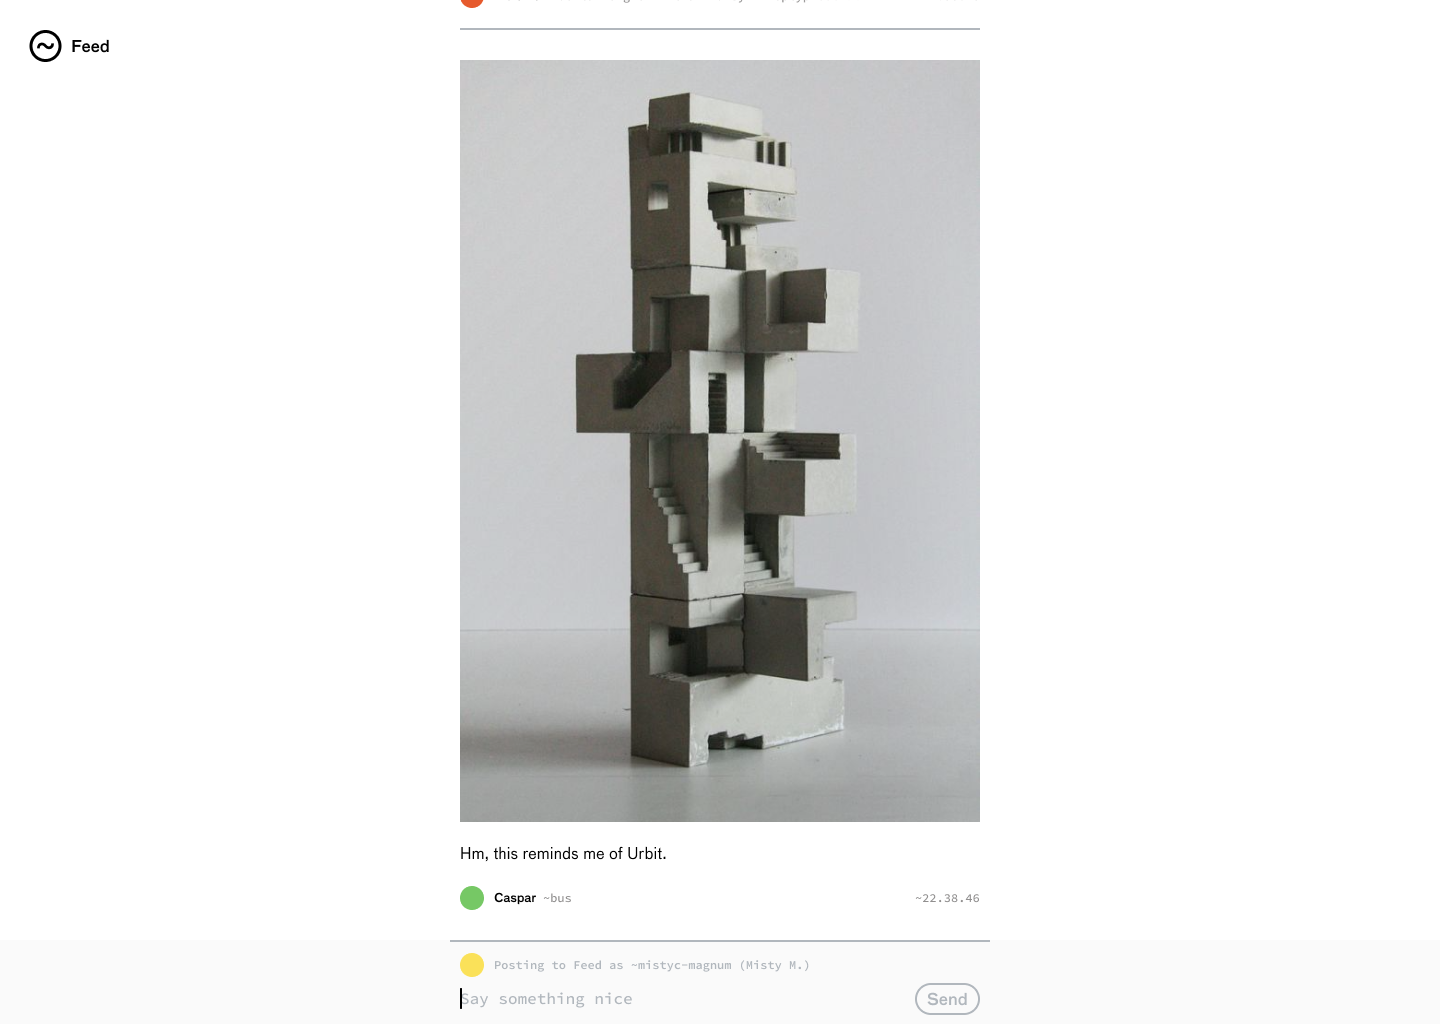 Feed
Hm, this reminds me of Urbit.
Caspar ~bus
~22.38.46
Posting to Feed as ~mistyc-magnum (Misty M.)
Say something nice
Send